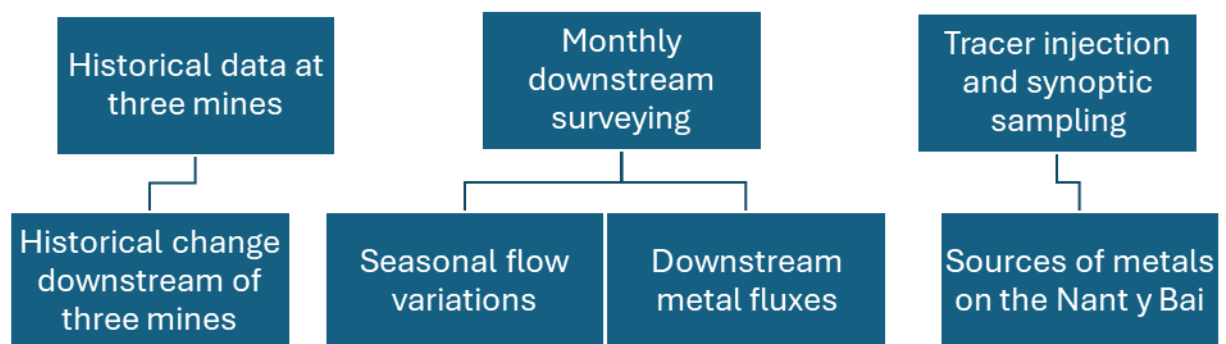 Historical data at
three mines
Monthly
downstream
surveying
Tracer injection
and synoptic
sampling
Historical change
downstream of
three mines
Seasonal flow
variations
Downstream
metal fluxes
Sources of metals
on the Nant y Bai